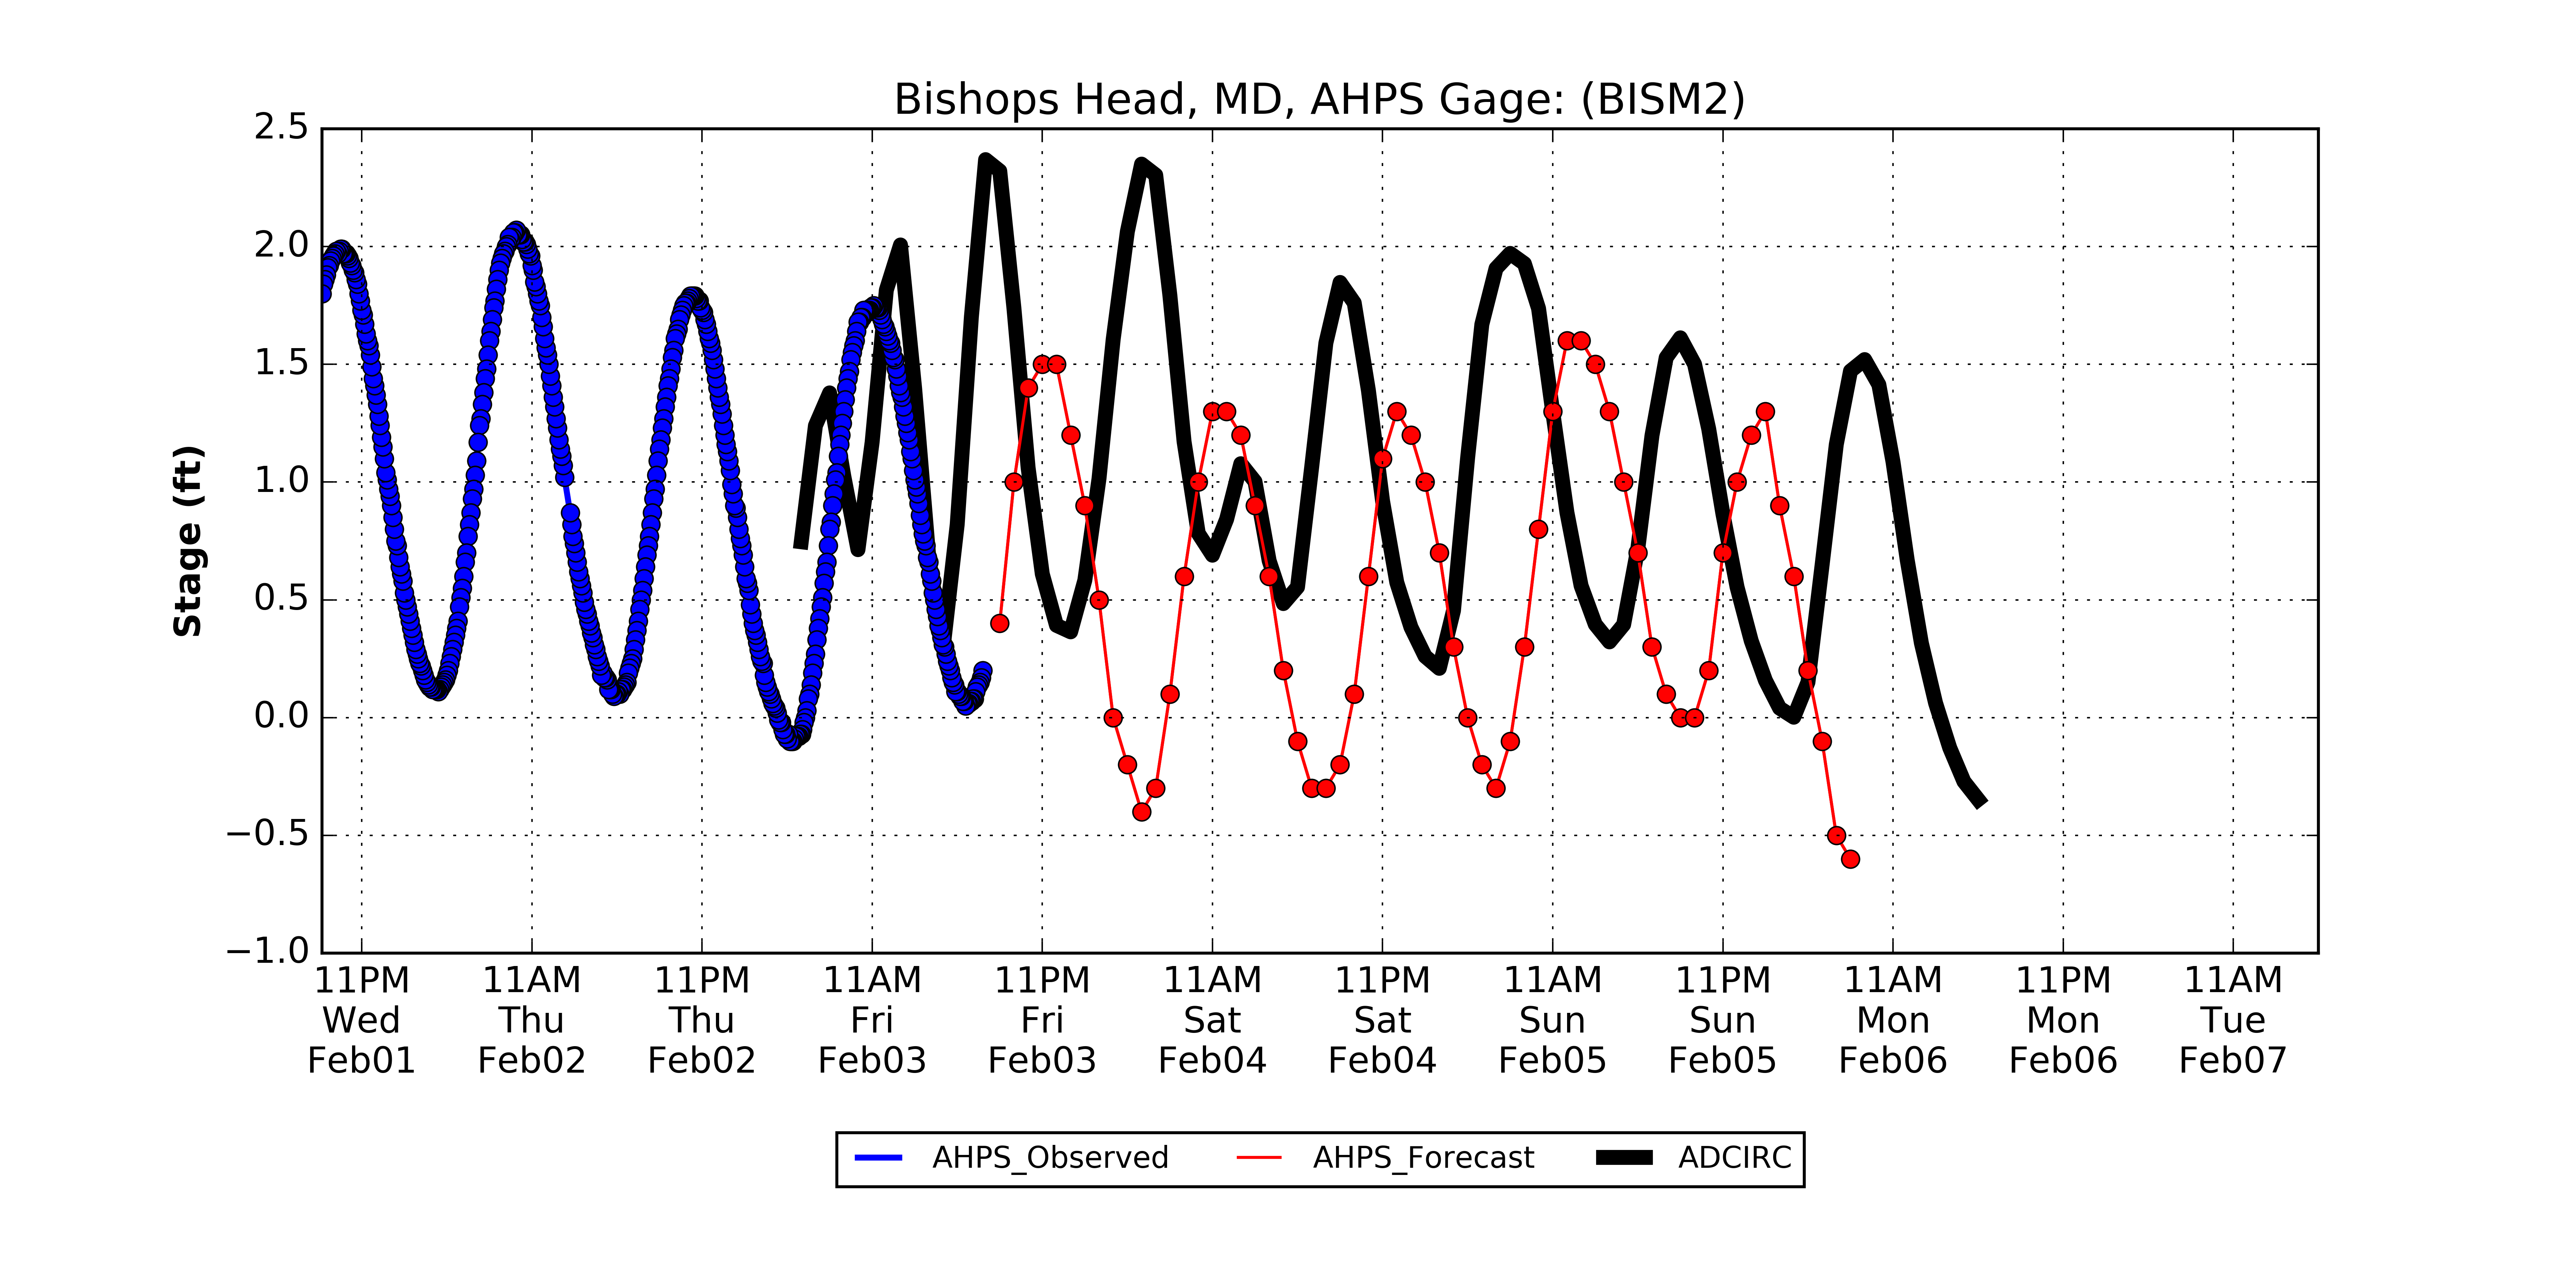 Bishops Head, MD, AHPS Gage: (BISM2)
Stage (ft)
2.5
2.0
1.5
1.0
0.5
0.0
−0.5
−1.0
11PM 11AM 11PM 11AM 11PM 11AM 11PM 11AM 11PM 11AM 11PM 11AM
Wed Thu Thu Fri Fri Sat Sat Sun Sun Mon Mon Tue
Feb01 Feb02 Feb02 Feb03 Feb03 Feb04 Feb04 Feb05 Feb05 Feb06 Feb06 Feb07
AHPS_Observed AHPS_Forecast ADCIRC